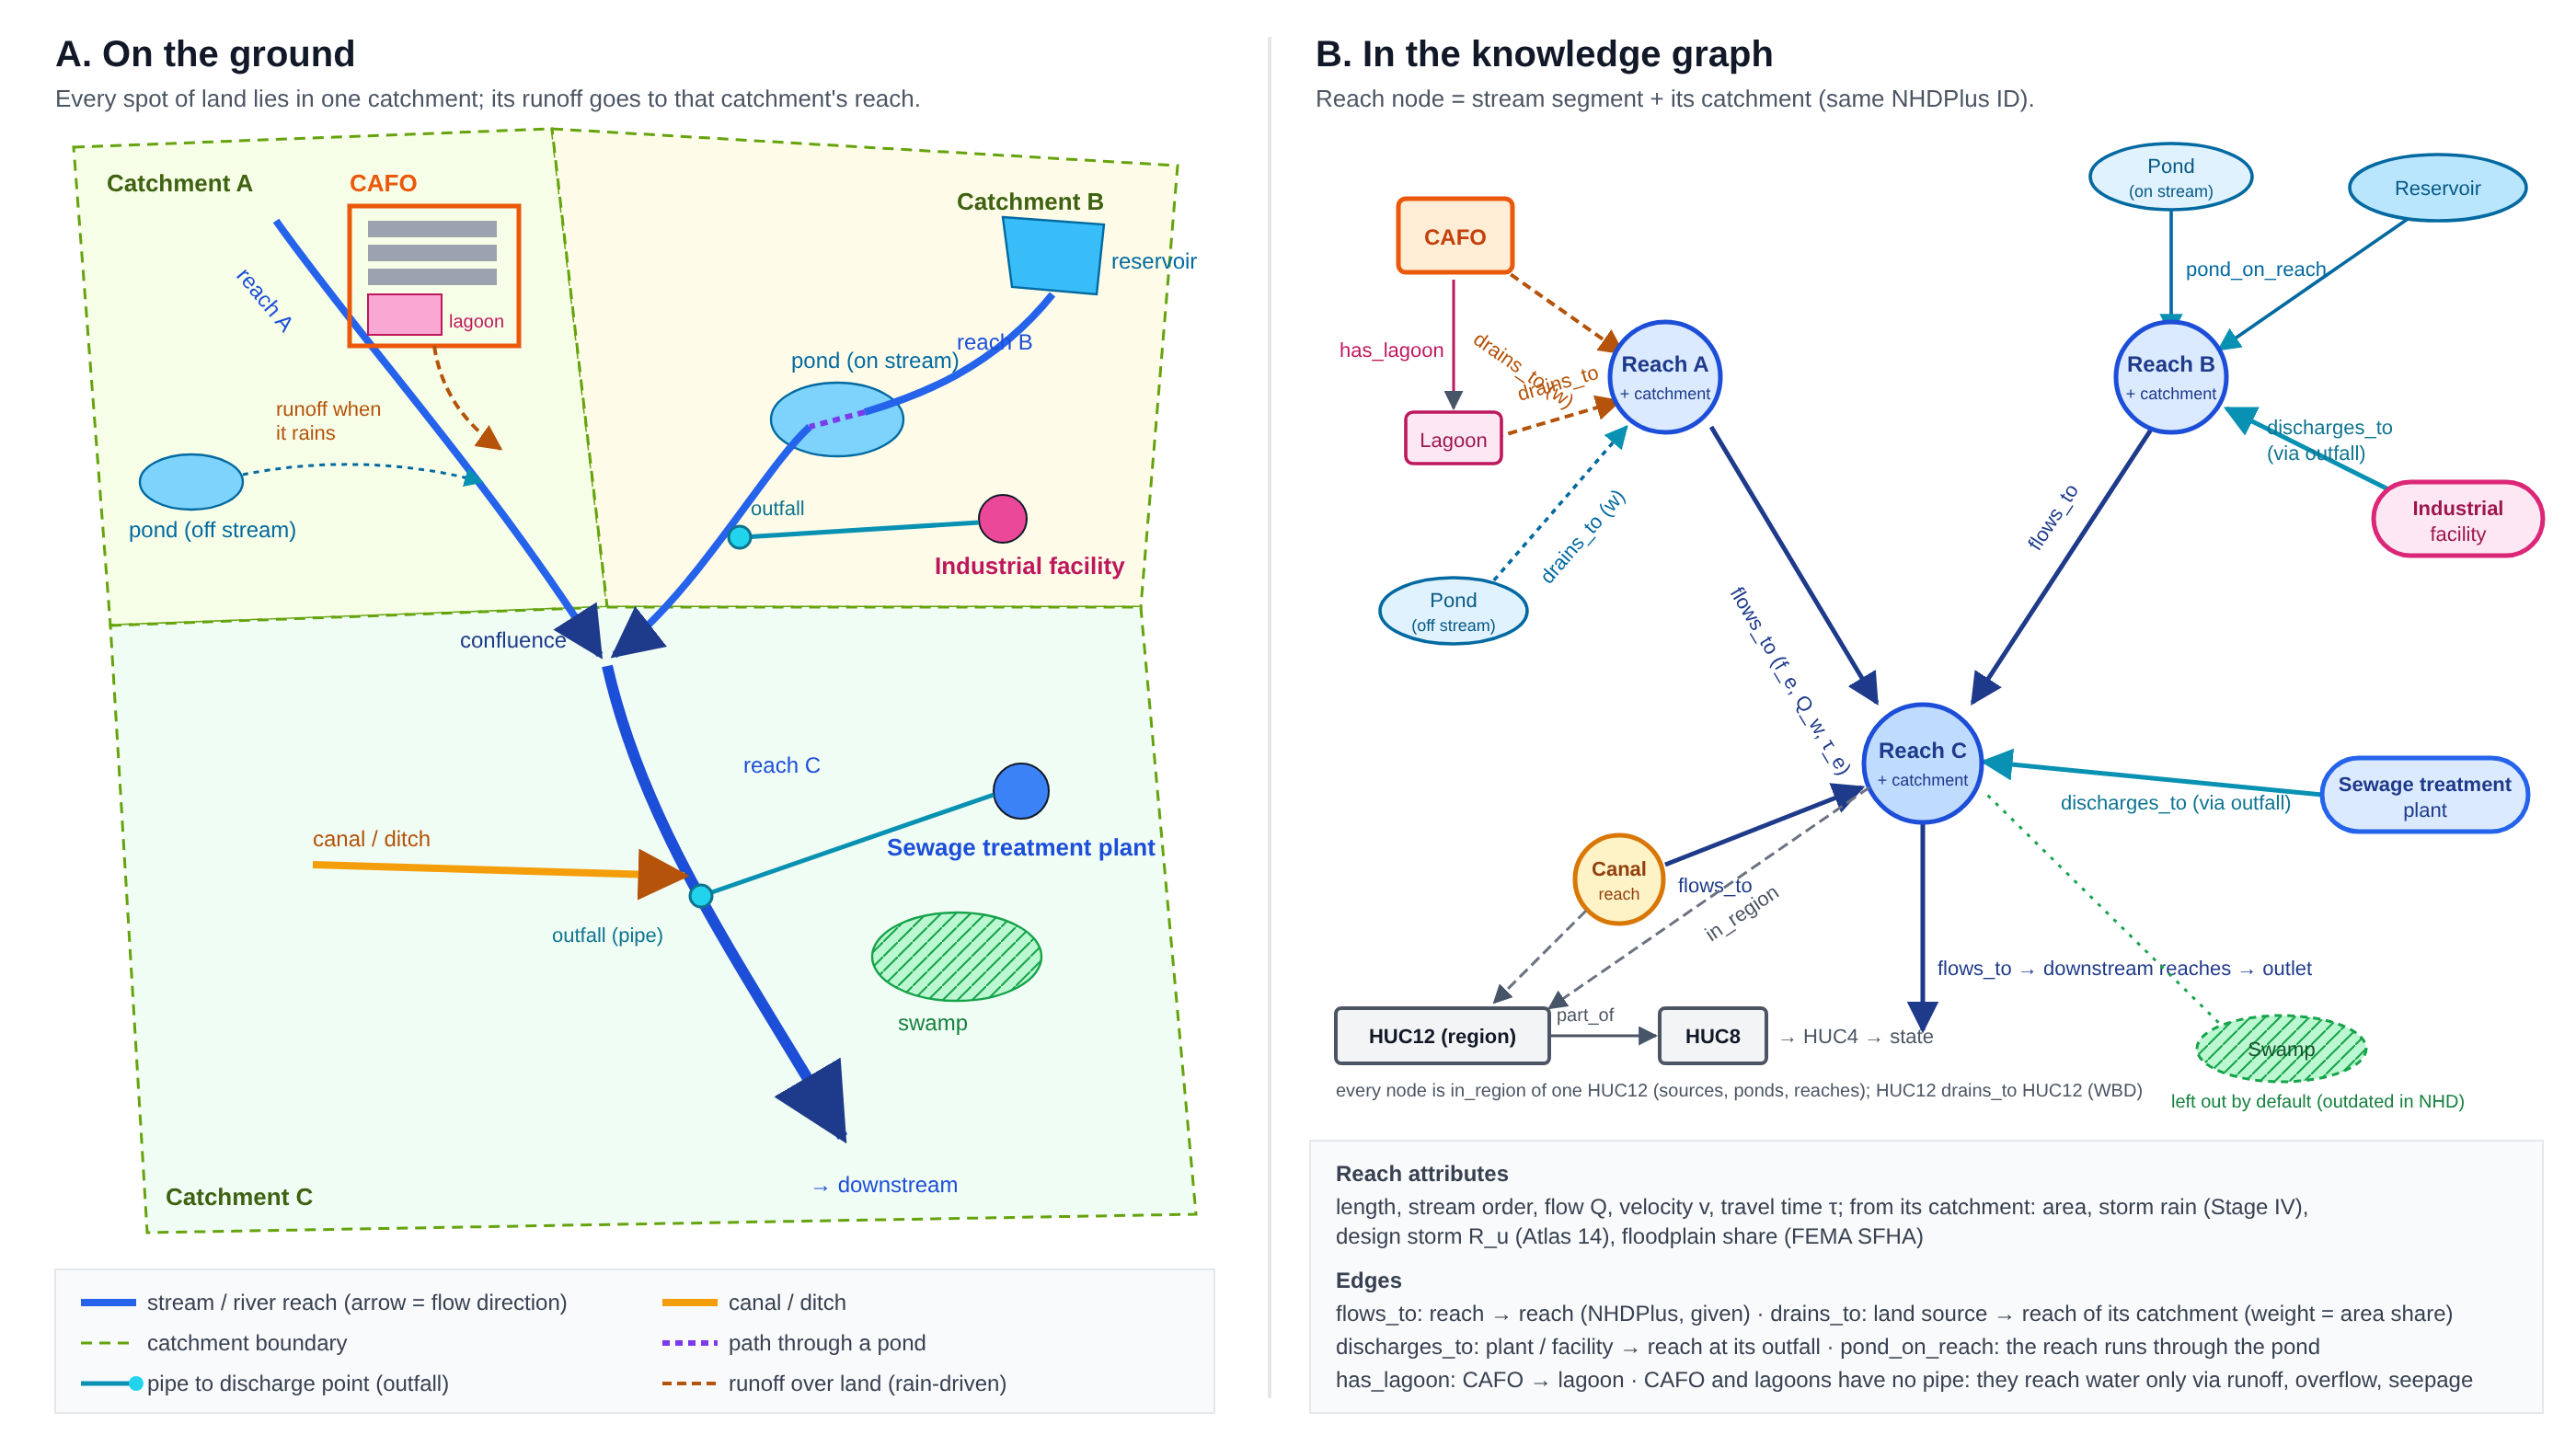 A. On the ground
Every spot of land lies in one catchment; its runoff goes to that catchment's reach.
Catchment A
CAFO
lagoon
reach A
runoff when
it rains
pond (off stream)
Catchment B
reservoir
reach B
pond (on stream)
outfall
Industrial facility
confluence
reach C
canal / ditch
Sewage treatment plant
outfall (pipe)
swamp
→ downstream
Catchment C
stream / river reach (arrow = flow direction)
canal / ditch
catchment boundary
path through a pond
pipe to discharge point (outfall)
runoff over land (rain-driven)
B. In the knowledge graph
Reach node = stream segment + its catchment (same NHDPlus ID).
Pond
(on stream)
Reservoir
CAFO
pond_on_reach
has_lagoon
drains_to (w)
drains_to
Reach A
+ catchment
Reach B
+ catchment
Lagoon
discharges_to
(via outfall)
Industrial
facility
drains_to (w)
flows_to
Pond
(off stream)
flows_to (f_e, Q_w, τ_e)
Reach C
+ catchment
Sewage treatment
plant
discharges_to (via outfall)
Canal
reach
flows_to
in_region
flows_to → downstream reaches → outlet
part_of
HUC12 (region)
HUC8
→ HUC4 → state
Swamp
every node is in_region of one HUC12 (sources, ponds, reaches); HUC12 drains_to HUC12 (WBD)
left out by default (outdated in NHD)
Reach attributes
length, stream order, flow Q, velocity v, travel time τ; from its catchment: area, storm rain (Stage IV),
design storm R_u (Atlas 14), floodplain share (FEMA SFHA)
Edges
flows_to: reach → reach (NHDPlus, given) · drains_to: land source → reach of its catchment (weight = area share)
discharges_to: plant / facility → reach at its outfall · pond_on_reach: the reach runs through the pond
has_lagoon: CAFO → lagoon · CAFO and lagoons have no pipe: they reach water only via runoff, overflow, seepage